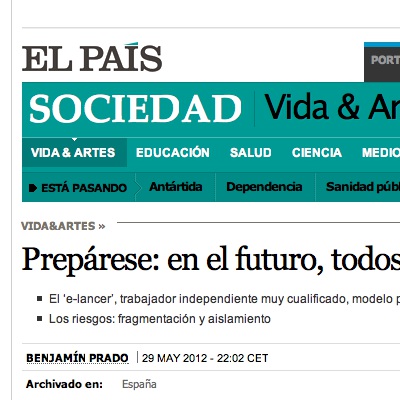 EL PAÍS
PORT
SOCIEDAD Vida & Ar
VIDA & ARTES EDUCACIÓN SALUD CIENCIA MEDIO
ESTÁ PASANDO Antártida Dependencia Sanidad púb
VIDA&ARTES »
Prepárese: en el futuro, todos
El ‘e-lancer’, trabajador independiente muy cualificado, modelo p
Los riesgos: fragmentación y aislamiento
BENJAMÍN PRADO | 29 MAY 2012 - 22:02 CET
Archivado en: España